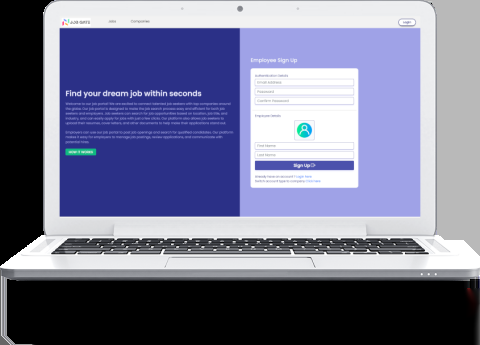 JOB GATE
Jobs
Companies
Login
Find your dream job within seconds
Welcome to our job portal! We are excited to connect talented job seekers with top companies around
the globe. Our job portal is designed to make the job search process easy and efficient for both job
seekers and employers. Job seekers can search for job opportunities based on location, job title, and
industry, and can easily apply for jobs with just a few clicks. Our platform also allows job seekers to
upload their resumes, cover letters, and other documents to help make their applications stand out.
Employers can use our job portal to post job openings and search for qualified candidates. Our platform
makes it easy for employers to manage job postings, review applications, and communicate with
potential hires.
HOW IT WORKS
Employee Sign Up
Authentication Details
Email Address
Password
Confirm Password
Employee Details
First Name
Last Name
Sign Up
Already have an account? Login here.